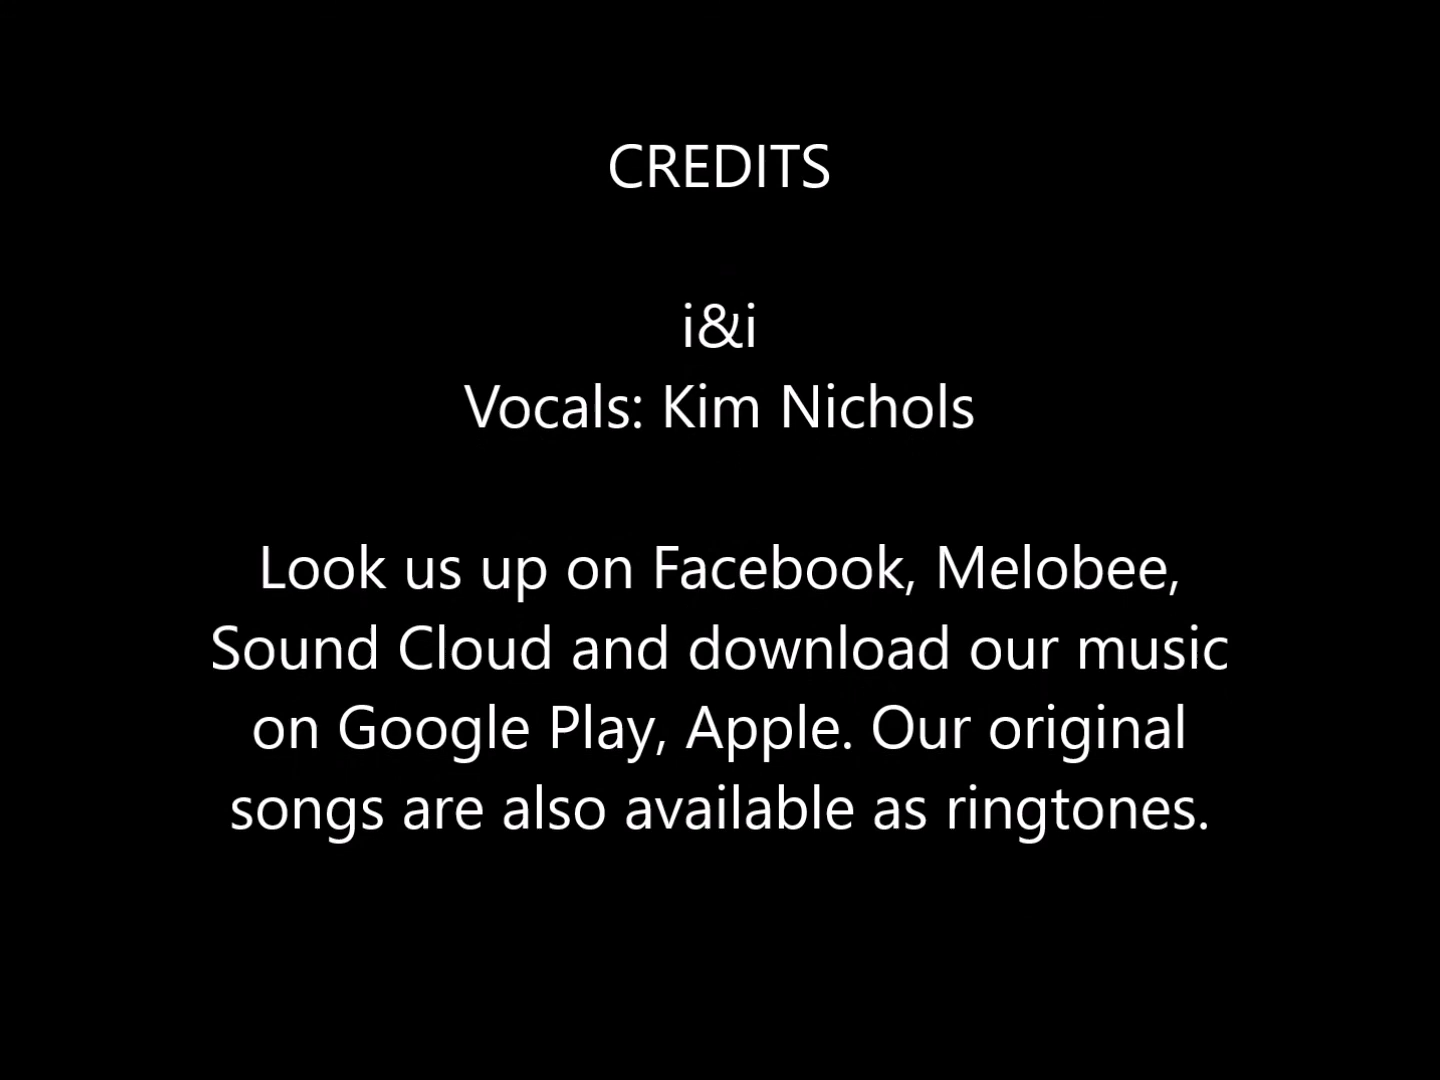 CREDITS
i&i
Vocals: Kim Nichols
Look us up on Facebook, Melobee,
Sound Cloud and download our music
on Google Play, Apple. Our original
songs are also available as ringtones.